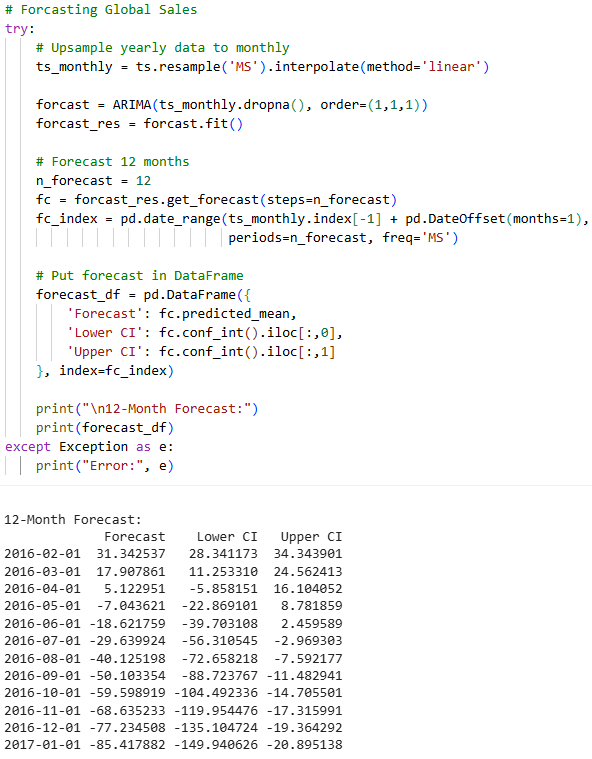 # Forcasting Global Sales
try:
    # Upsample yearly data to monthly
    ts_monthly = ts.resample('MS').interpolate(method='linear')

    forcast = ARIMA(ts_monthly.dropna(), order=(1,1,1))
    forcast_res = forcast.fit()

    # Forecast 12 months
    n_forecast = 12
    fc = forcast_res.get_forecast(steps=n_forecast)
    fc_index = pd.date_range(ts_monthly.index[-1] + pd.DateOffset(months=1),
                             periods=n_forecast, freq='MS')

    # Put forecast in DataFrame
    forecast_df = pd.DataFrame({
        'Forecast': fc.predicted_mean,
        'Lower CI': fc.conf_int().iloc[:,0],
        'Upper CI': fc.conf_int().iloc[:,1]
    }, index=fc_index)

    print("\n12-Month Forecast:")
    print(forecast_df)
except Exception as e:
    print("Error:", e)

12-Month Forecast:
             Forecast    Lower CI   Upper CI
2016-02-01  31.342537   28.341173  34.343901
2016-03-01  17.907861   11.253310  24.562413
2016-04-01   5.122951   -5.858151  16.104052
2016-05-01  -7.043621  -22.869101   8.781859
2016-06-01 -18.621759  -39.703108   2.459589
2016-07-01 -29.639924  -56.310545  -2.969303
2016-08-01 -40.125198  -72.658218  -7.592177
2016-09-01 -50.103354  -88.723767 -11.482941
2016-10-01 -59.598919 -104.492336 -14.705501
2016-11-01 -68.635233 -119.954476 -17.315991
2016-12-01 -77.234508 -135.104724 -19.364292
2017-01-01 -85.417882 -149.940626 -20.895138